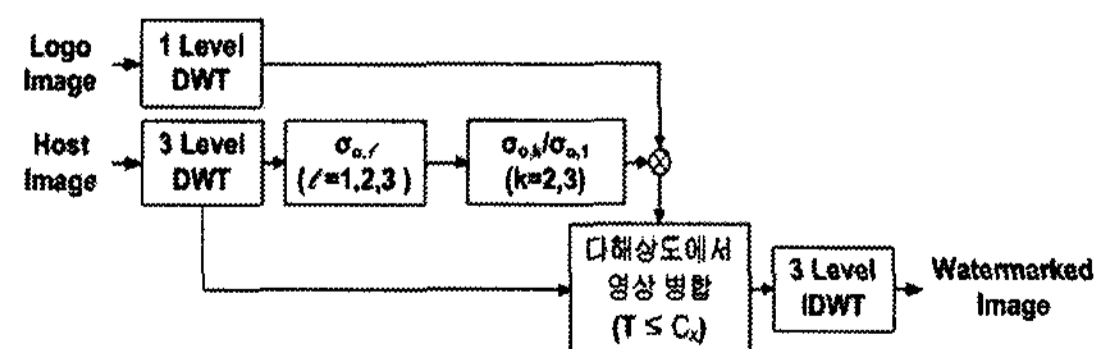 Logo
Image
1 Level
DWT
Host
Image
3 Level
DWT
σₒ,ℓ
(ℓ=1,2,3 )
σₒ,ₖ/σₒ,₁
(k=2,3)
⊗
다해상도에서
영상 병합
(T ≤ Cₓ)
3 Level
IDWT
Watermarked
Image